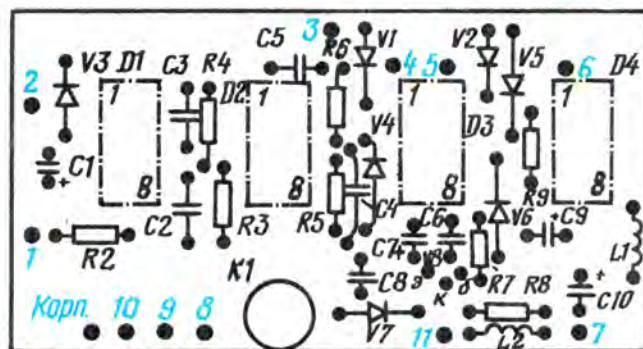 C5 3 R6 V1 V2 V5 D4
V3 D1 C3 R4 D2 4 5 6
2 1 1 1 1
V4 D3
C1 + 8 8 8 8
C2 R3 R5 C4 C6 V6 R9 C9 + L1
1 R2 C7 + V8
K1 C8 э к б R7 R8 + C10
Корп. 10 9 8 V7 11 L2 7